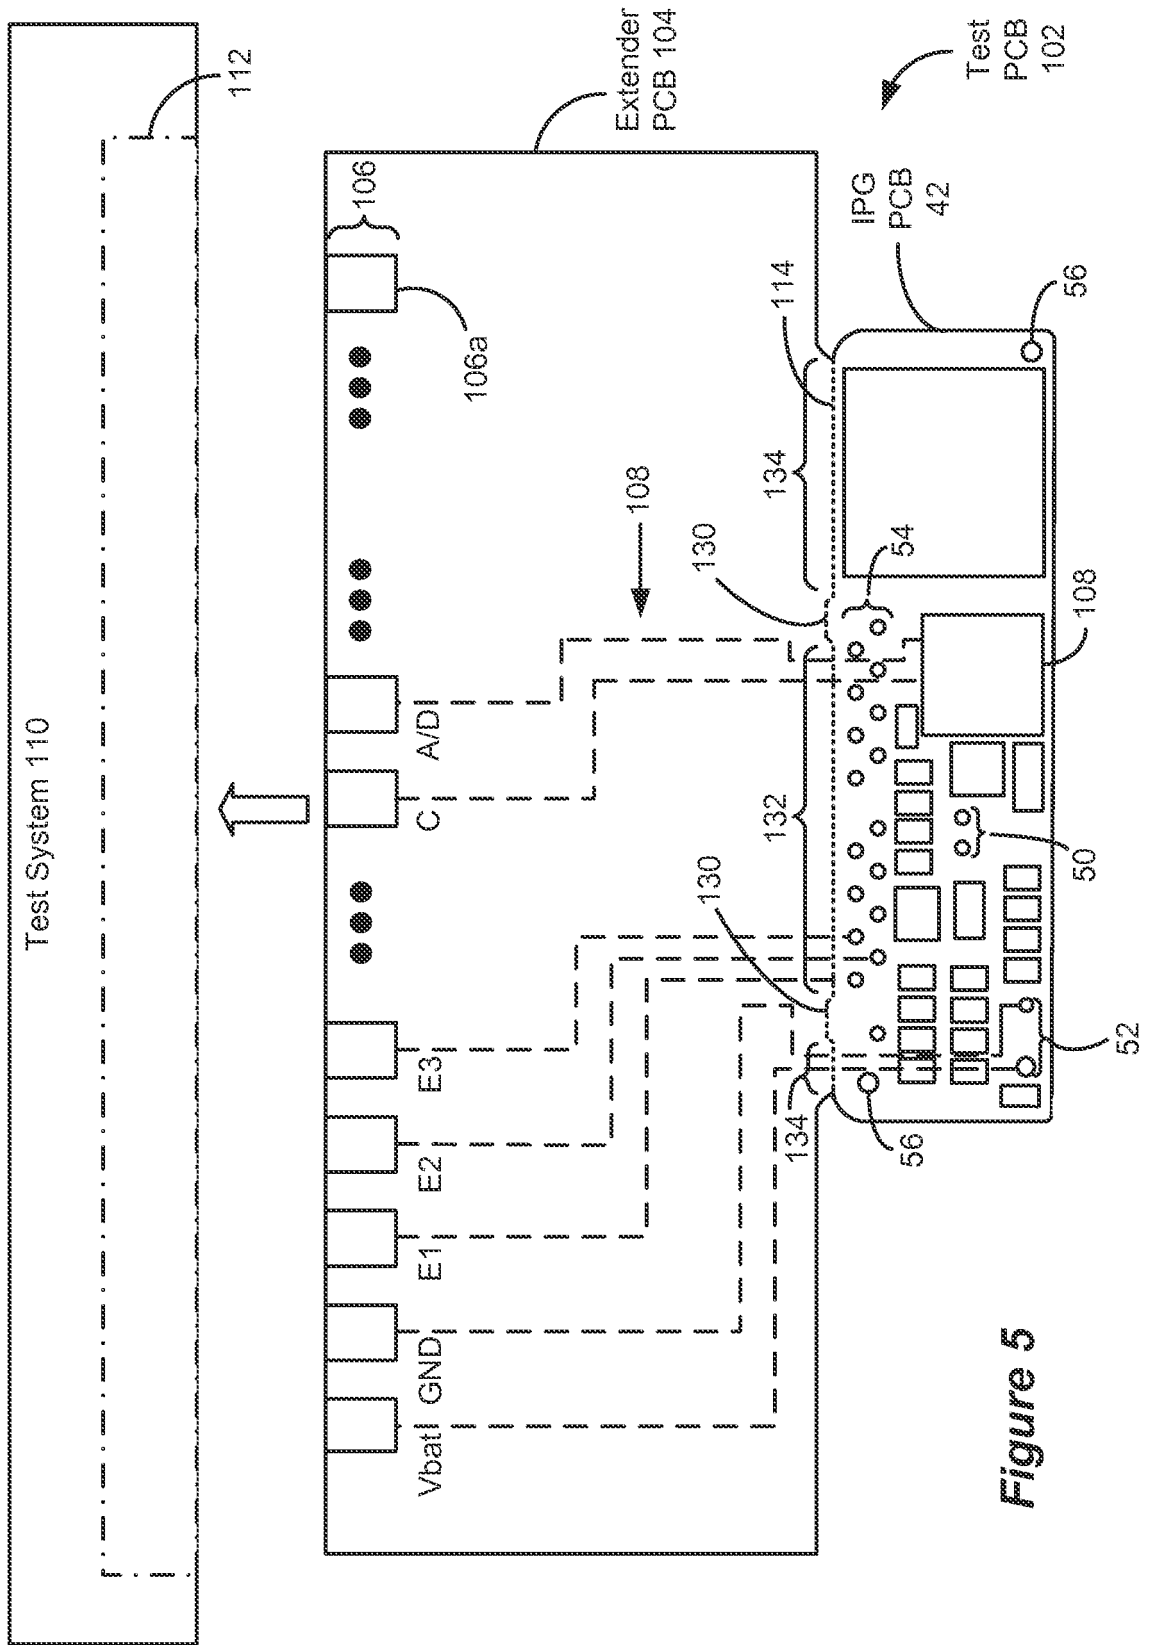 Test System 110
112
Extender
PCB 104
106
106a
Test
PCB
102
IPG
PCB
42
Vbat
GND
E1
E2
E3
C
A/D
108
134
130
132
130
134
114
54
56
56
52
50
108
Figure 5